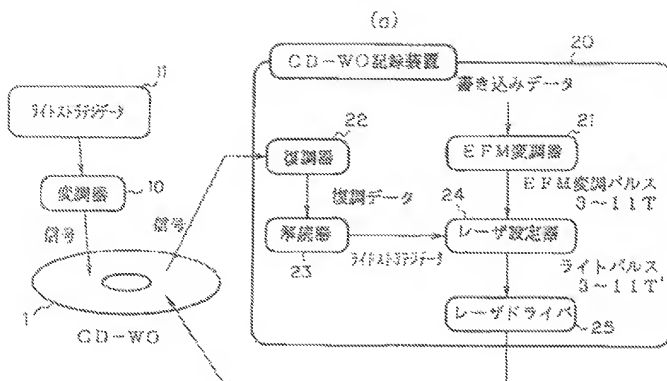 (a)
20
CD-WO記録装置
書き込みデータ
11
ライトストラテジデータ
22
復調器
21
EFM変調器
変調器
10
EFM変調パルス
3～11T
復調データ
24
信号
信号
解読器
23
レーザ設定器
ライトストラテジデータ
ライトパルス
3～11T'
1
CD-WO
レーザドライバ
25